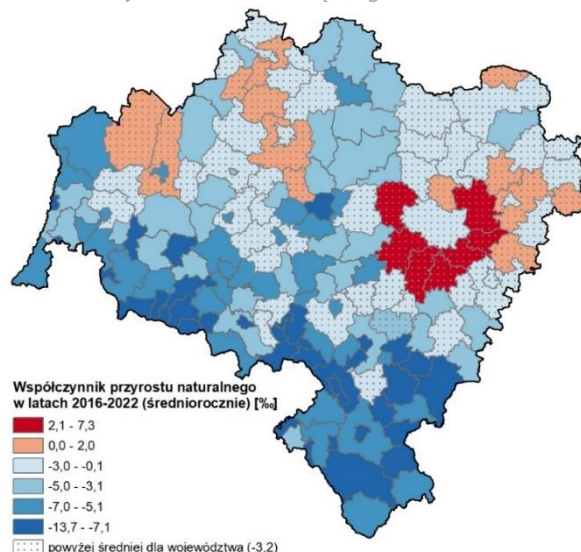 Współczynnik przyrostu naturalnego
w latach 2016-2022 (średniorocznie) [‰]
2,1 - 7,3
0,0 - 2,0
-3,0 - -0,1
-5,0 - -3,1
-7,0 - -5,1
-13,7 - -7,1
powyżej średniej dla województwa (-3,2)